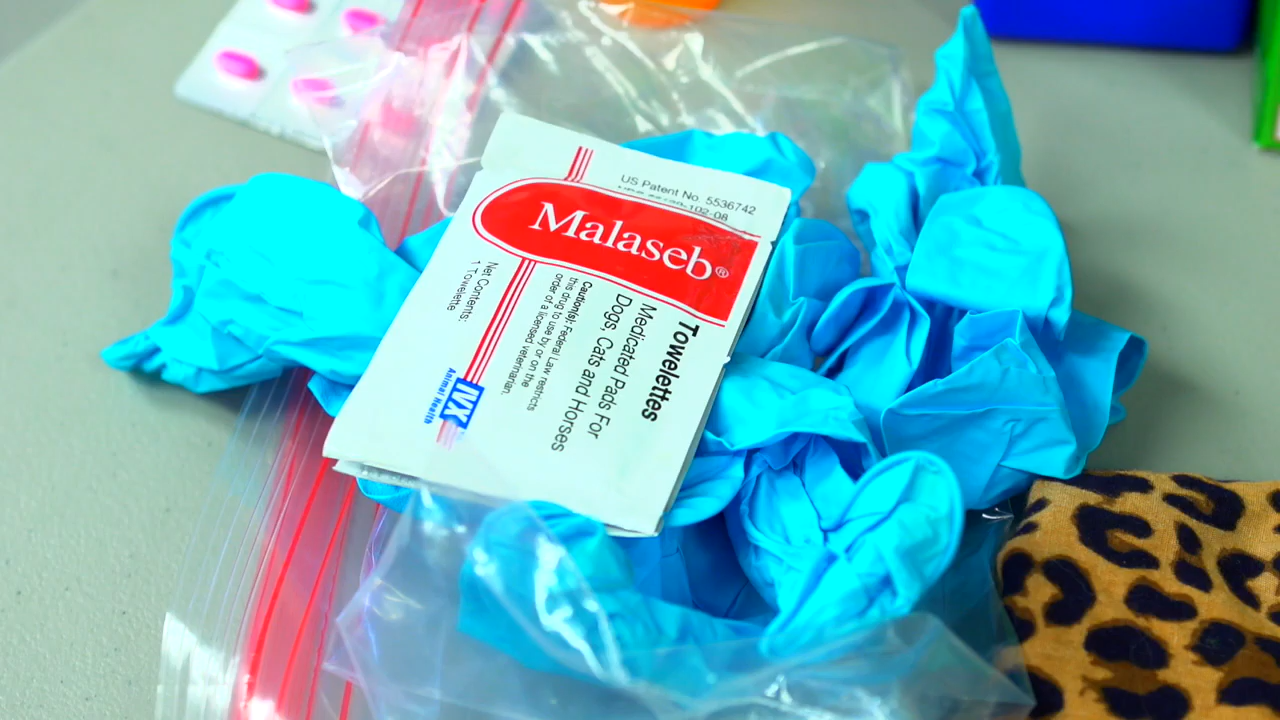 US Patent No. 5536742
Malaseb®
Towelettes
Medicated Pads For
Dogs, Cats and Horses
Caution(s): Federal Law restricts
this drug to use by or on the
order of a licensed veterinarian.
Net Contents:
1 Towelette
IVX
Animal Health